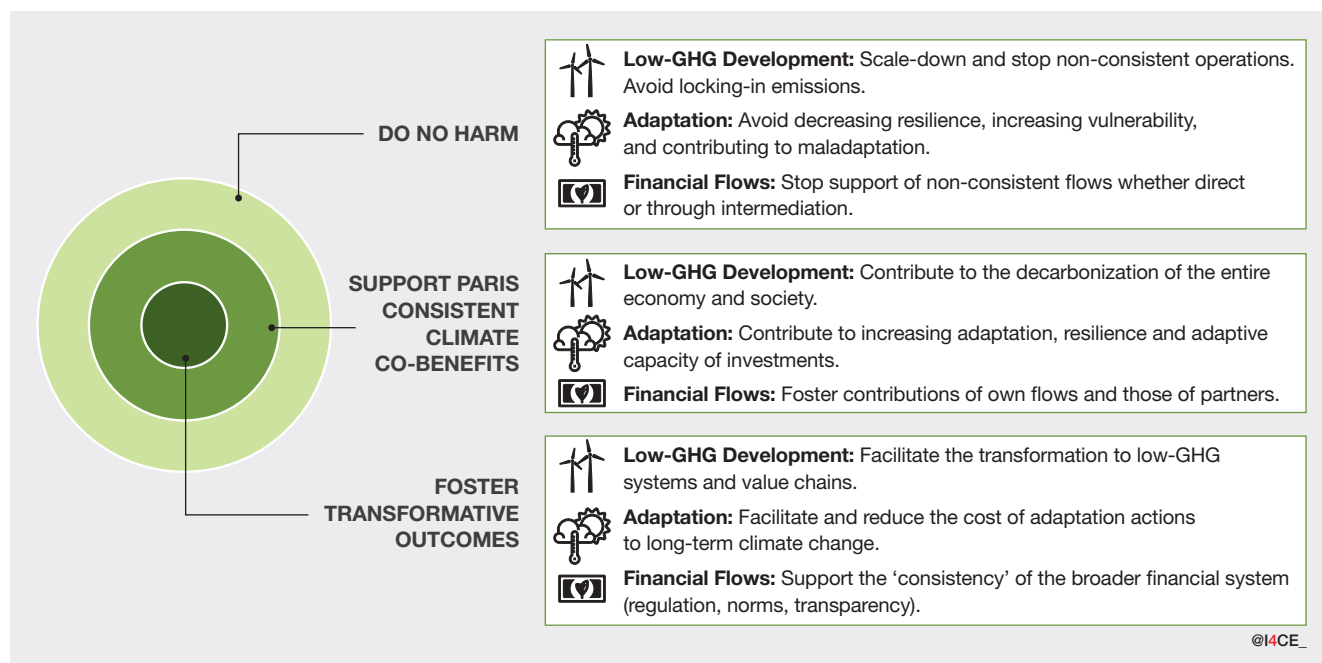 DO NO HARM
Low-GHG Development: Scale-down and stop non-consistent operations.
Avoid locking-in emissions.
Adaptation: Avoid decreasing resilience, increasing vulnerability,
and contributing to maladaptation.
Financial Flows: Stop support of non-consistent flows whether direct
or through intermediation.
SUPPORT PARIS
CONSISTENT
CLIMATE
CO-BENEFITS
Low-GHG Development: Contribute to the decarbonization of the entire
economy and society.
Adaptation: Contribute to increasing adaptation, resilience and adaptive
capacity of investments.
Financial Flows: Foster contributions of own flows and those of partners.
FOSTER
TRANSFORMATIVE
OUTCOMES
Low-GHG Development: Facilitate the transformation to low-GHG
systems and value chains.
Adaptation: Facilitate and reduce the cost of adaptation actions
to long-term climate change.
Financial Flows: Support the ‘consistency’ of the broader financial system
(regulation, norms, transparency).
@I4CE_